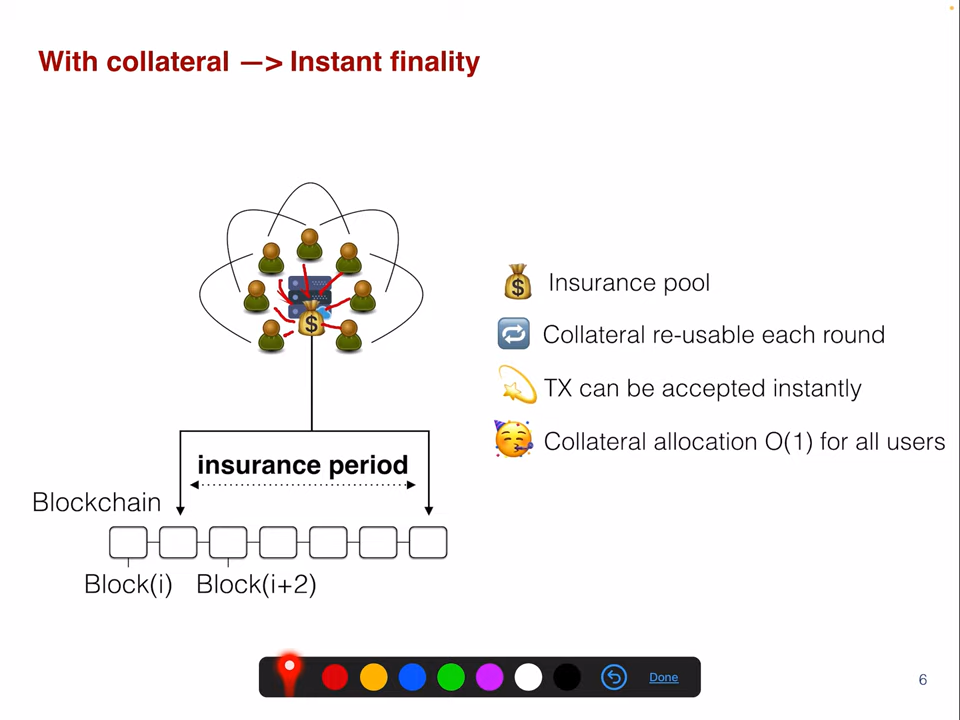 With collateral —> Instant finality
$
Insurance pool
Collateral re-usable each round
TX can be accepted instantly
Collateral allocation O(1) for all users
insurance period
Blockchain
Block(i)
Block(i+2)
Done
6